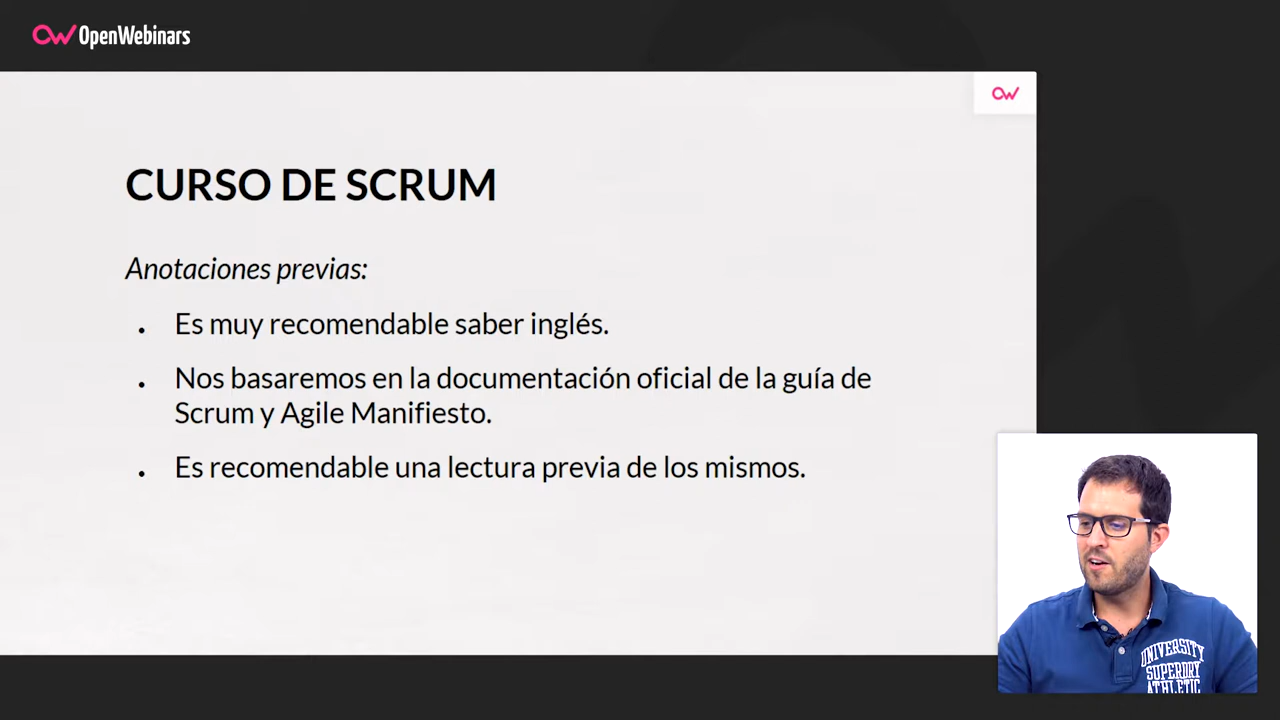 OpenWebinars
CURSO DE SCRUM
Anotaciones previas:
Es muy recomendable saber inglés.
Nos basaremos en la documentación oficial de la guía de
Scrum y Agile Manifiesto.
Es recomendable una lectura previa de los mismos.
UNIVERSITY
SUPERDRY
ATHLETIC